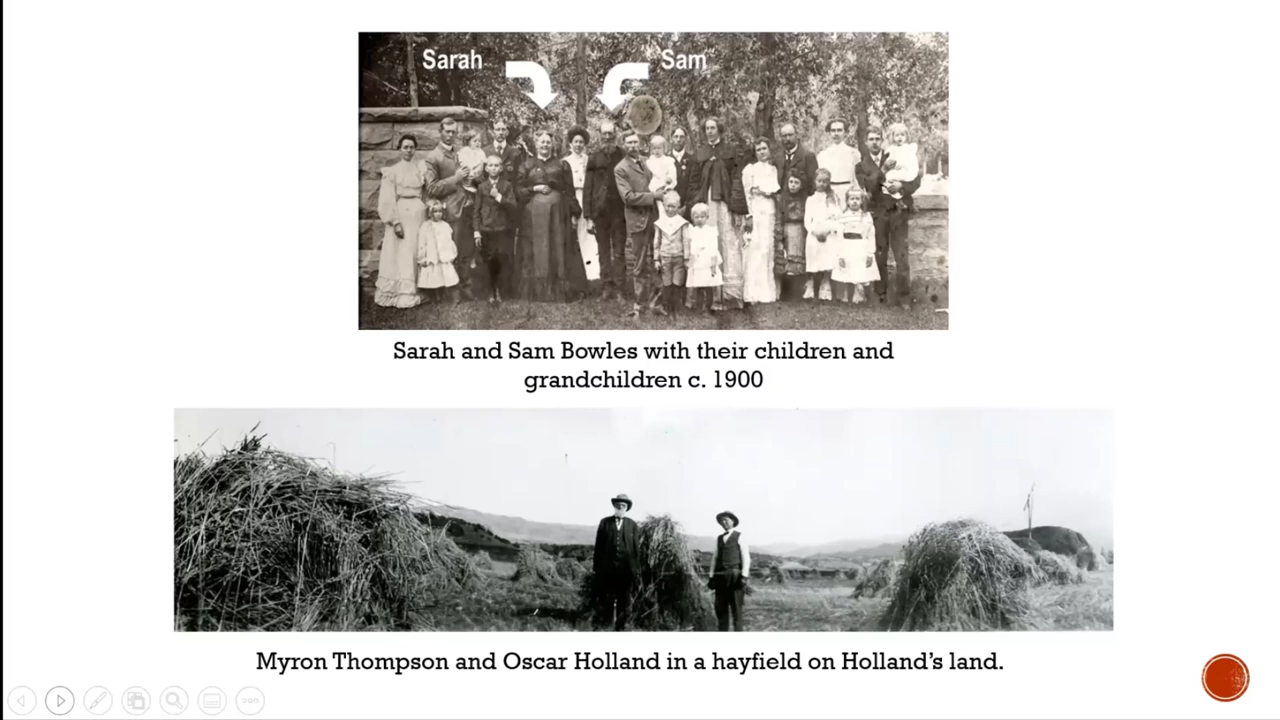 Sarah
Sam
Sarah and Sam Bowles with their children and
grandchildren c. 1900
Myron Thompson and Oscar Holland in a hayfield on Holland's land.